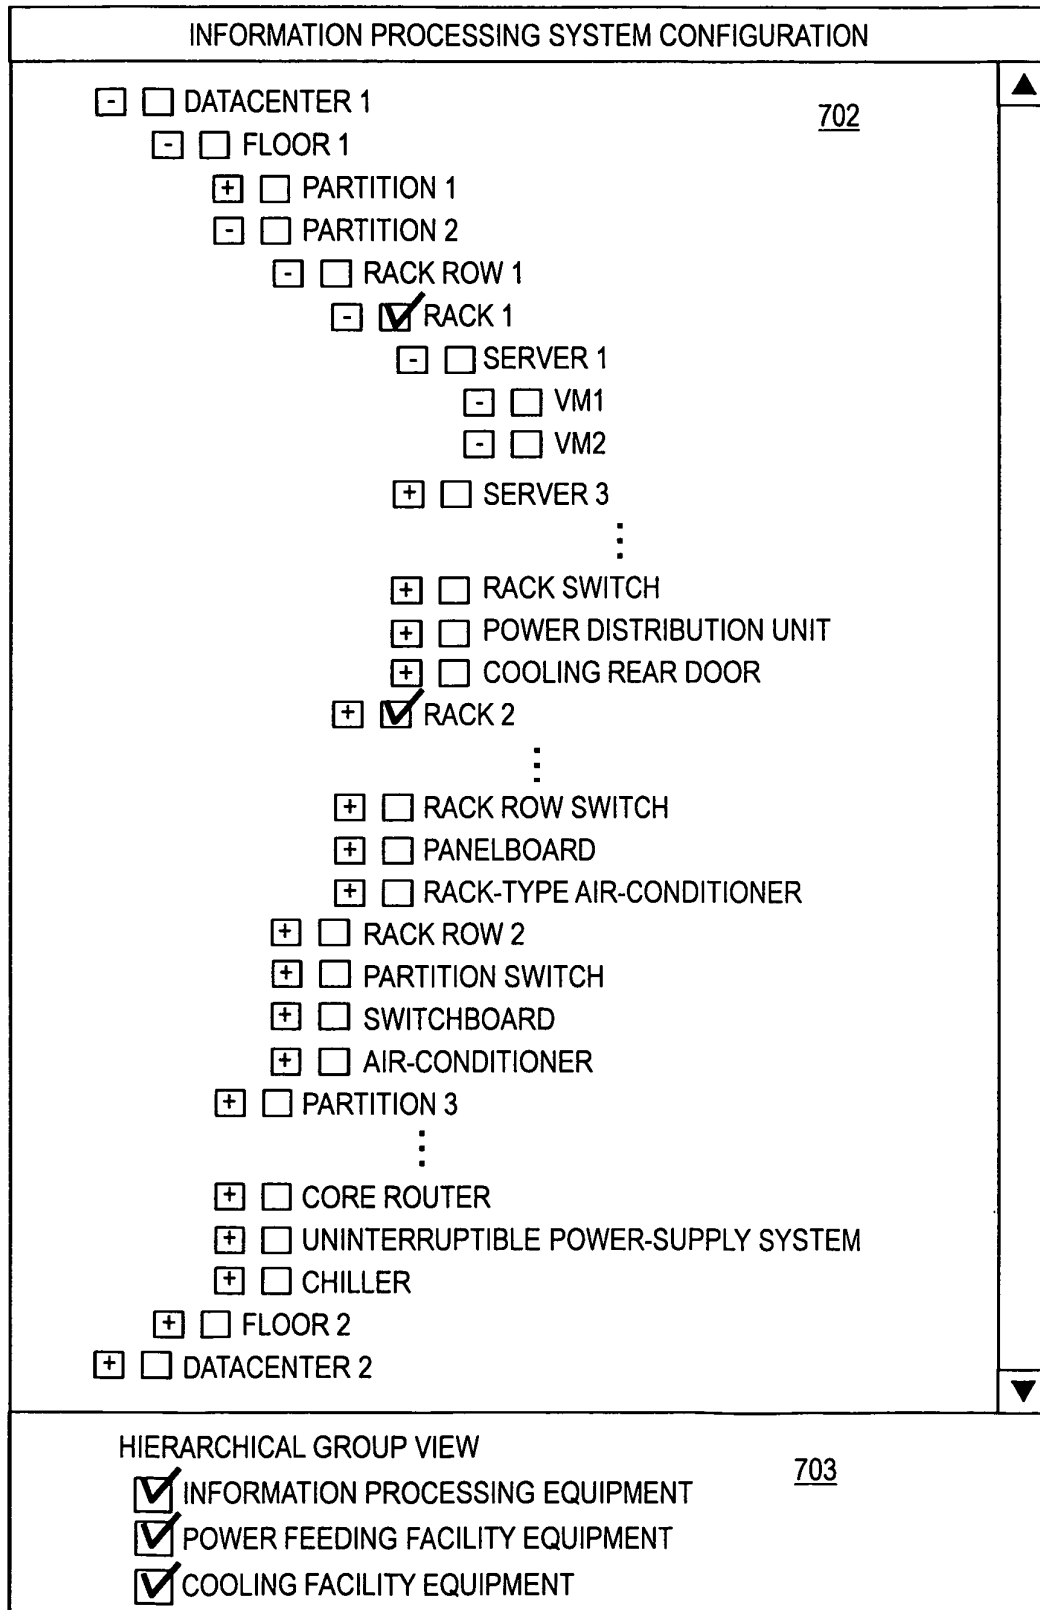 INFORMATION PROCESSING SYSTEM CONFIGURATION
- DATACENTER 1
702
- FLOOR 1
+ PARTITION 1
- PARTITION 2
- RACK ROW 1
- RACK 1
- SERVER 1
- VM1
- VM2
+ SERVER 3
+ RACK SWITCH
+ POWER DISTRIBUTION UNIT
+ COOLING REAR DOOR
+ RACK 2
+ RACK ROW SWITCH
+ PANELBOARD
+ RACK-TYPE AIR-CONDITIONER
+ RACK ROW 2
+ PARTITION SWITCH
+ SWITCHBOARD
+ AIR-CONDITIONER
+ PARTITION 3
+ CORE ROUTER
+ UNINTERRUPTIBLE POWER-SUPPLY SYSTEM
+ CHILLER
+ FLOOR 2
+ DATACENTER 2
HIERARCHICAL GROUP VIEW
703
INFORMATION PROCESSING EQUIPMENT
POWER FEEDING FACILITY EQUIPMENT
COOLING FACILITY EQUIPMENT